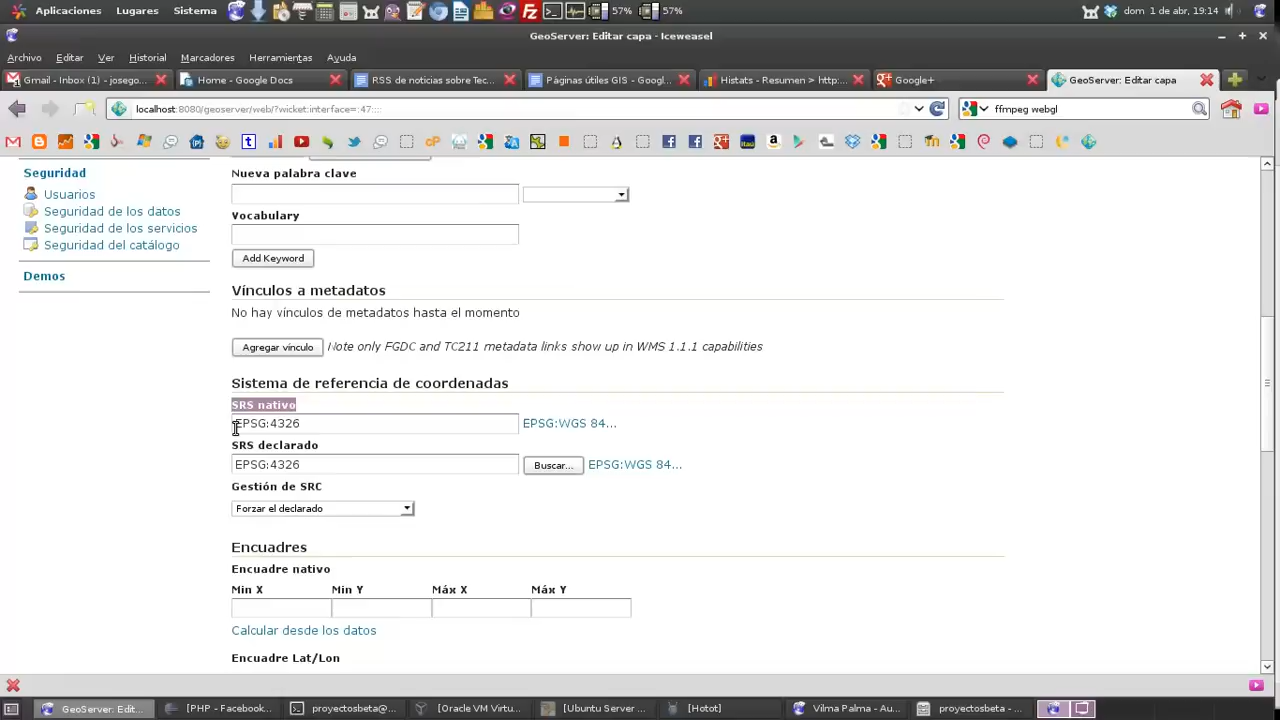 Aplicaciones Lugares Sistema 57% 57% dom 1 de abr, 19:14
GeoServer: Editar capa - Iceweasel
Archivo Editar Ver Historial Marcadores Herramientas Ayuda
Gmail - Inbox (1) - josego... Home - Google Docs RSS de noticias sobre Tec... Páginas útiles GIS - Googl... Histats - Resumen > http:... Google+ GeoServer: Editar capa
localhost:8080/geoserver/web/?wicket:interface=:47:::: ffmpeg webgl
Seguridad
Usuarios
Seguridad de los datos
Seguridad de los servicios
Seguridad del catálogo
Demos
Nueva palabra clave
Vocabulary
Add Keyword
Vínculos a metadatos
No hay vínculos de metadatos hasta el momento
Agregar vínculo Note only FGDC and TC211 metadata links show up in WMS 1.1.1 capabilities
Sistema de referencia de coordenadas
SRS nativo
EPSG:4326 EPSG:WGS 84...
SRS declarado
EPSG:4326 Buscar... EPSG:WGS 84...
Gestión de SRC
Forzar el declarado
Encuadres
Encuadre nativo
Min X Min Y Máx X Máx Y
Calcular desde los datos
Encuadre Lat/Lon
GeoServer: Edit... [PHP - Facebook... proyectosbeta@... [Oracle VM Virtu... [Ubuntu Server ... [Hotot] Vilma Palma - Au... proyectosbeta - ...